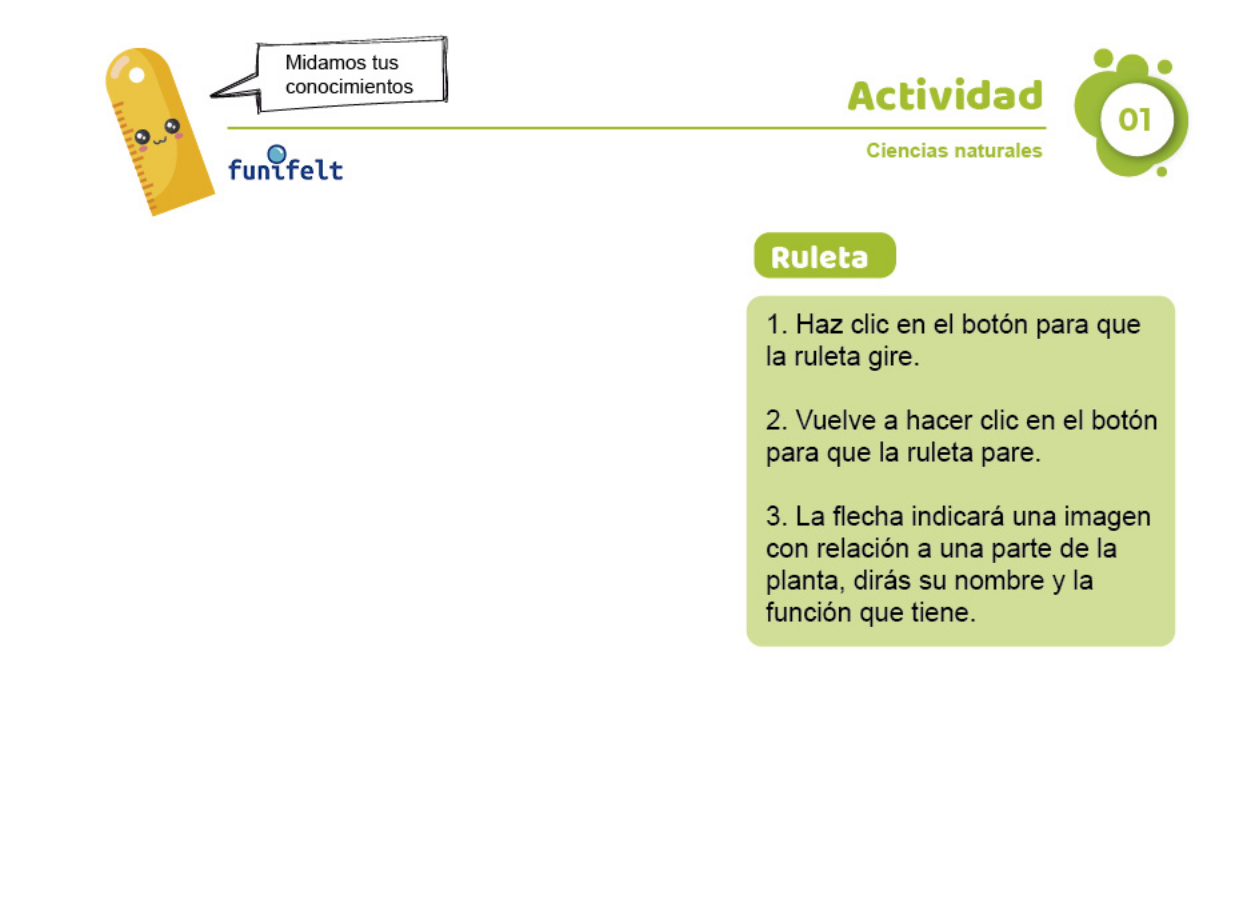 Midamos tus
conocimientos
Actividad
01
Ciencias naturales
funifelt
Ruleta
1. Haz clic en el botón para que
la ruleta gire.
2. Vuelve a hacer clic en el botón
para que la ruleta pare.
3. La flecha indicará una imagen
con relación a una parte de la
planta, dirás su nombre y la
función que tiene.